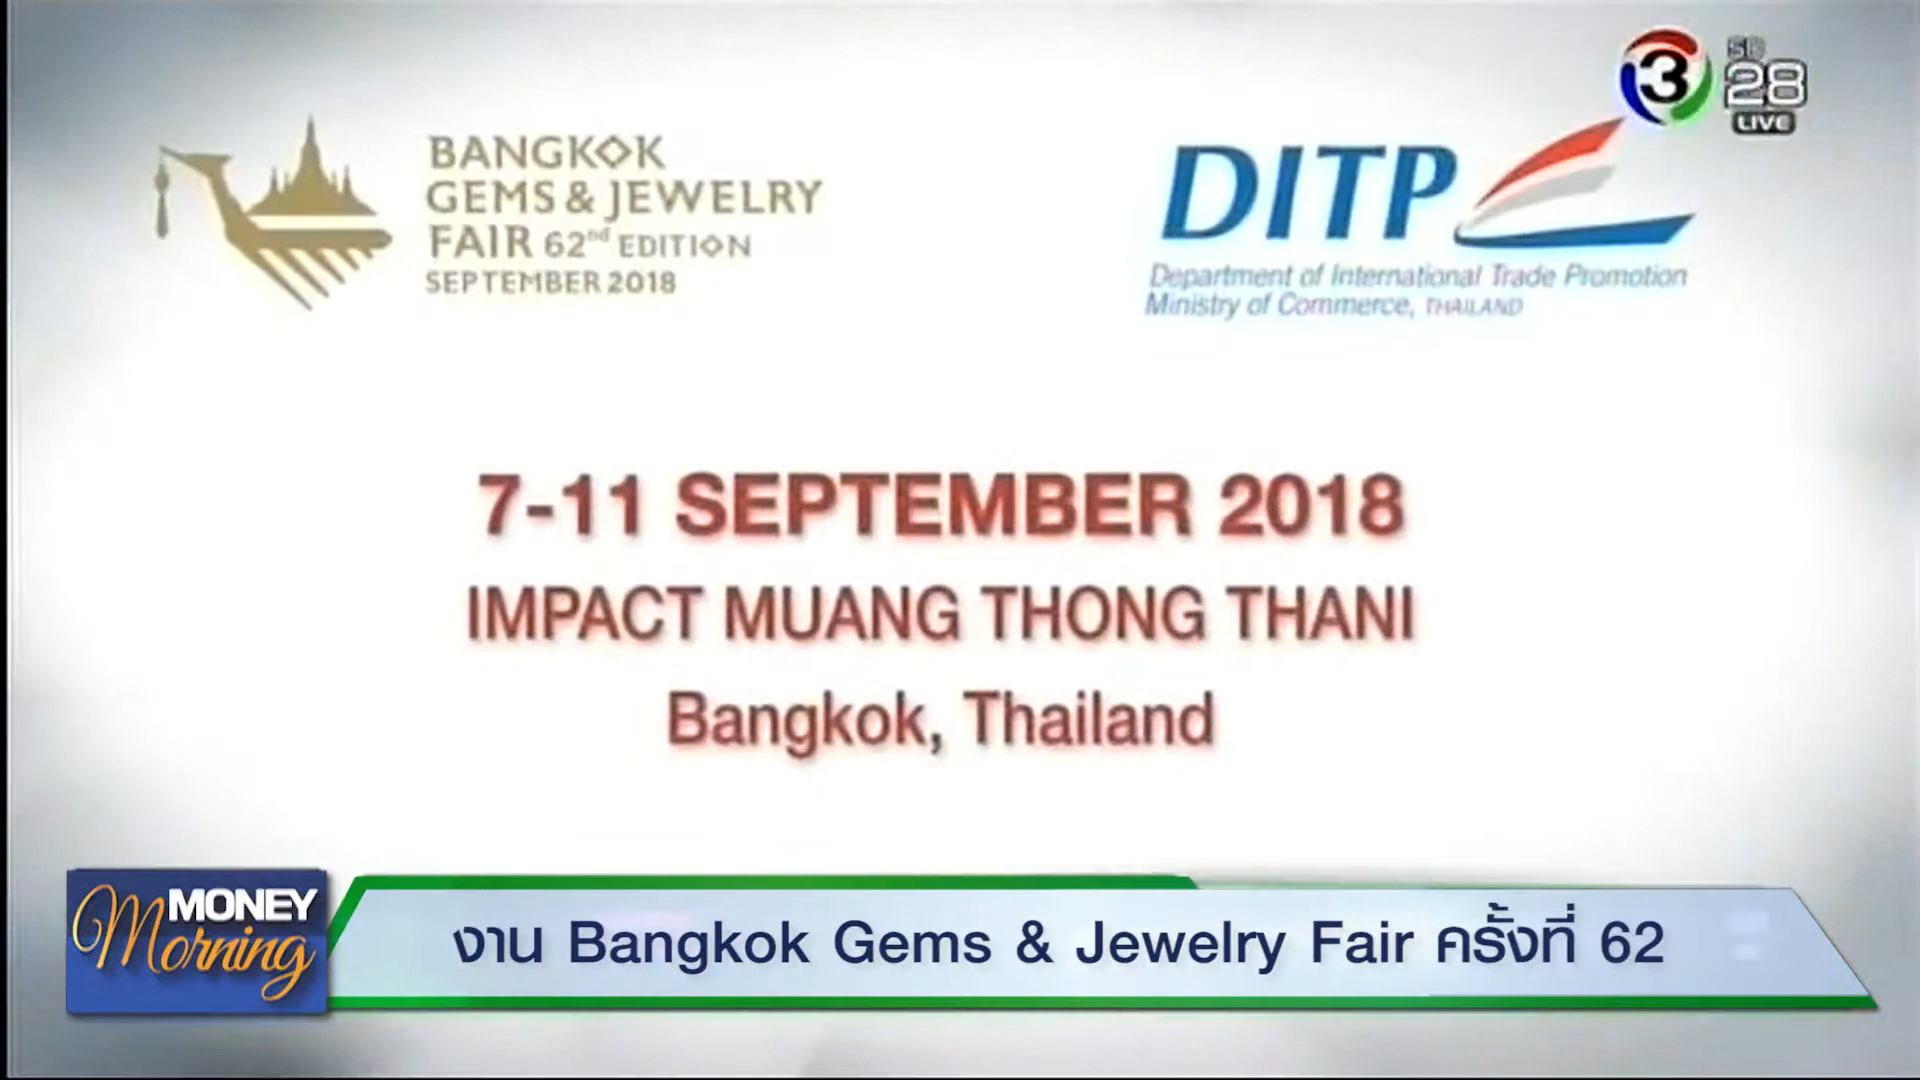 3
SD
28
LIVE
BANGKOK
GEMS & JEWELRY
FAIR 62nd EDITION
SEPTEMBER 2018
DITP
Department of International Trade Promotion
Ministry of Commerce, THAILAND
7-11 SEPTEMBER 2018
IMPACT MUANG THONG THANI
Bangkok, Thailand
MONEY
Morning
งาน Bangkok Gems & Jewelry Fair ครั้งที่ 62